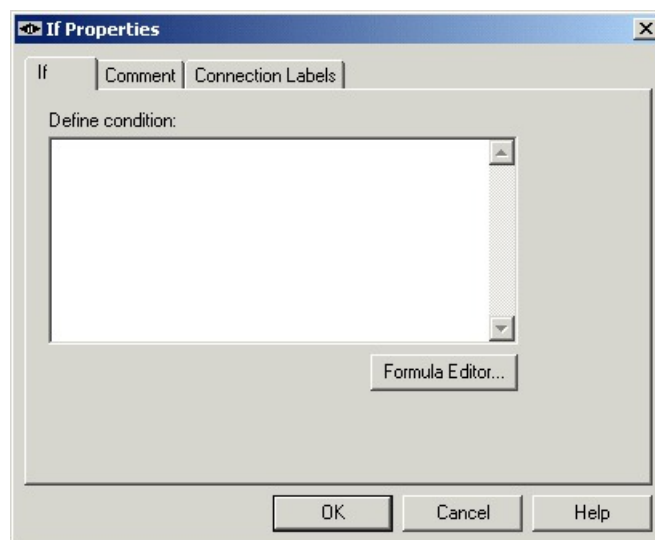 If Properties
If Comment Connection Labels
Define condition:
Formula Editor...
OK Cancel Help